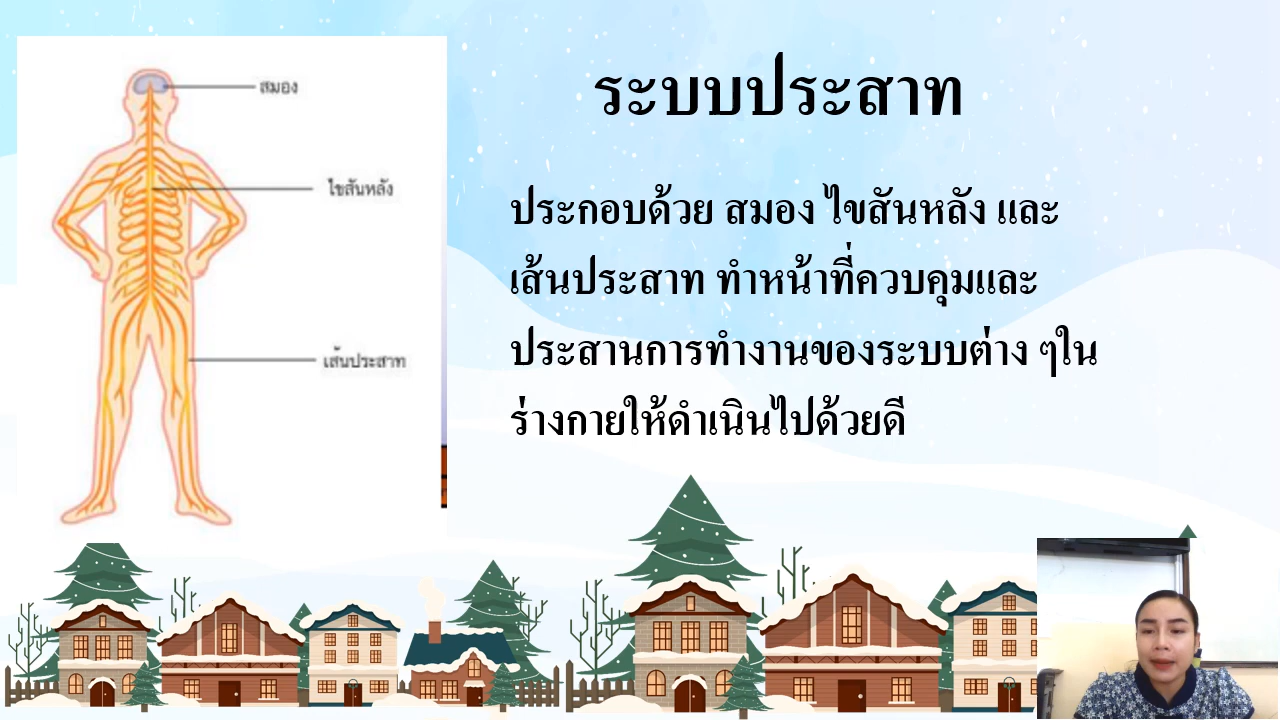 ระบบประสาท
สมอง
ไขสันหลัง
เส้นประสาท
ประกอบด้วย สมอง ไขสันหลัง และ
เส้นประสาท ทำหน้าที่ควบคุมและ
ประสานการทำงานของระบบต่าง ๆใน
ร่างกายให้ดำเนินไปด้วยดี